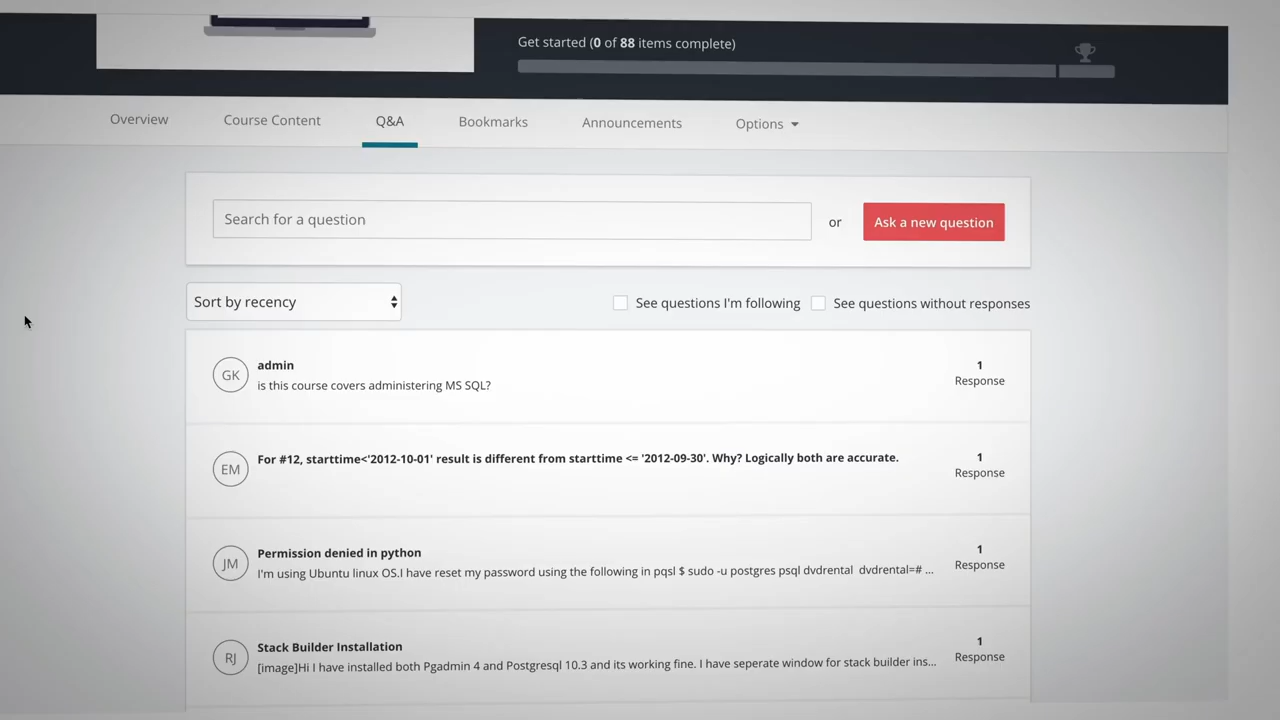 Get started (0 of 88 items complete)
Overview Course Content Q&A Bookmarks Announcements Options
Search for a question or Ask a new question
Sort by recency See questions I'm following See questions without responses
GK admin 1
is this course covers administering MS SQL? Response
EM For #12, starttime<'2012-10-01' result is different from starttime <= '2012-09-30'. Why? Logically both are accurate. 1
Response
JM Permission denied in python 1
I'm using Ubuntu linux OS.I have reset my password using the following in pqsl $ sudo -u postgres psql dvdrental dvdrental=# ... Response
RJ Stack Builder Installation 1
[image]Hi I have installed both Pgadmin 4 and Postgresql 10.3 and its working fine. I have seperate window for stack builder ins... Response